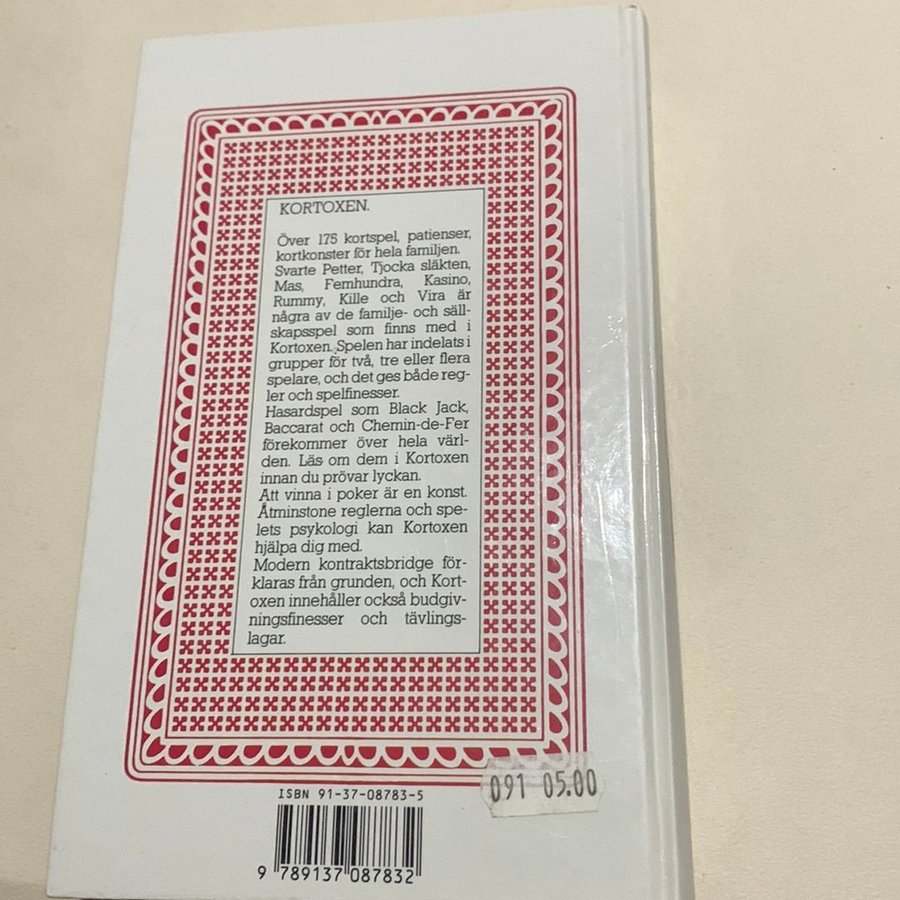 KORTOXEN.
Över 175 kortspel, patienser,
kortkonster för hela familjen.
Svarte Petter, Tjocka släkten,
Mas, Femhundra, Kasino,
Rummy, Kille och Vira är
några av de familje- och säll-
skapsspel som finns med i
Kortoxen. Spelen har indelats i
grupper för två, tre eller flera
spelare, och det ges både reg-
ler och spelfinesser.
Hasardspel som Black Jack,
Baccarat och Chemin-de-Fer
förekommer över hela värl-
den. Läs om dem i Kortoxen
innan du prövar lyckan.
Att vinna i poker är en konst.
Åtminstone reglerna och spe-
lets psykologi kan Kortoxen
hjälpa dig med.
Modern kontraktsbridge för-
klaras från grunden, och Kort-
oxen innehåller också budgiv-
ningsfinesser och tävlings-
lagar.
091 05.00
ISBN 91-37-08783-5
9 789137 087832